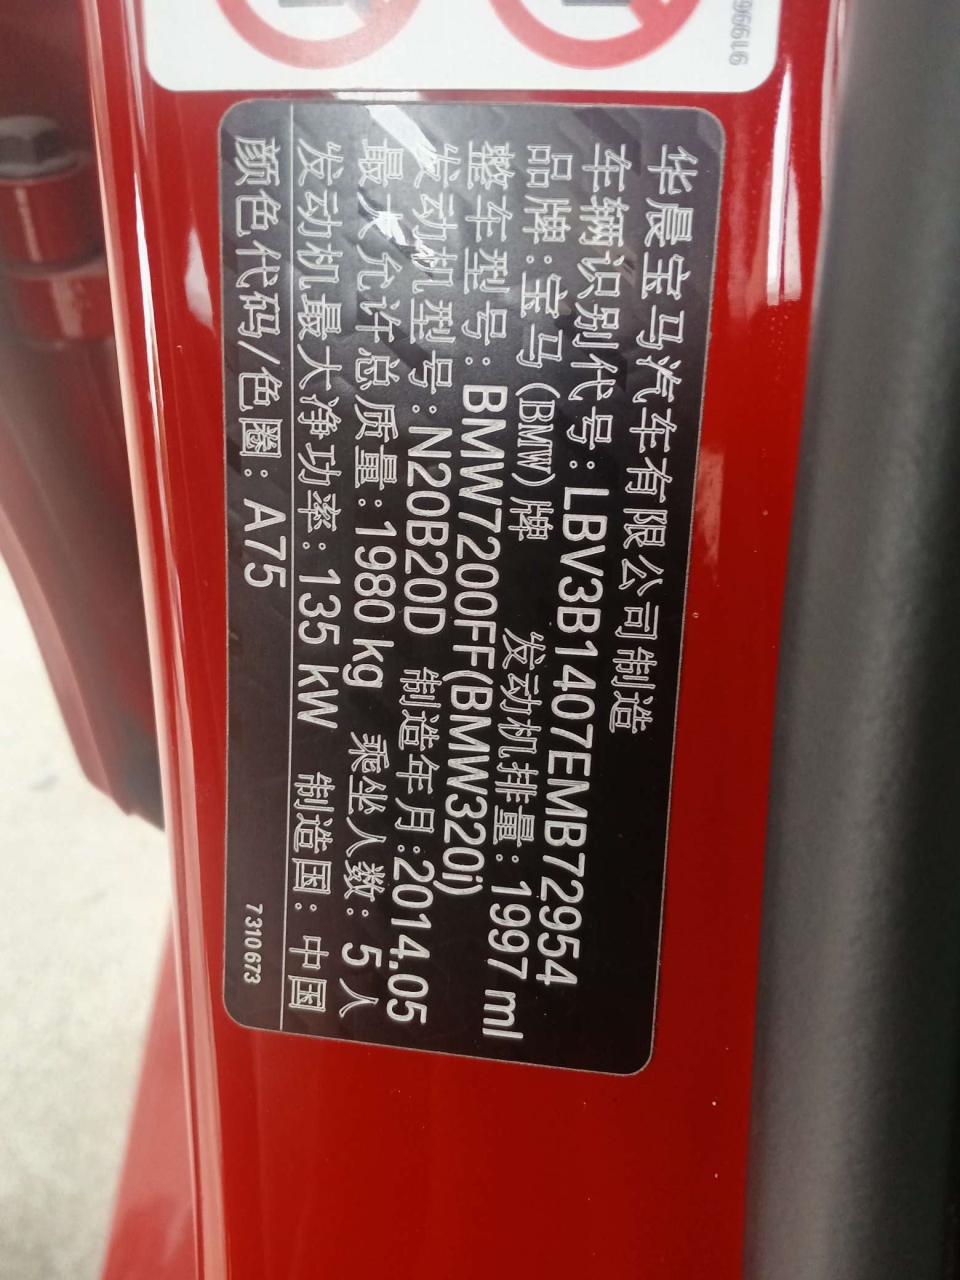 916669
华晨宝马汽车有限公司制造
车辆识别代号:LBV3B1407EMB72954
品牌:宝马(BMW)牌 发动机排量:1997 ml
整车型号:BMW7200FF(BMW320i)
发动机型号:N20B20D 制造年月:2014.05
最大允许总质量:1980 kg 乘坐人数:5人
发动机最大净功率:135 kW 制造国:中国
颜色代码/色圈:A75 7310673